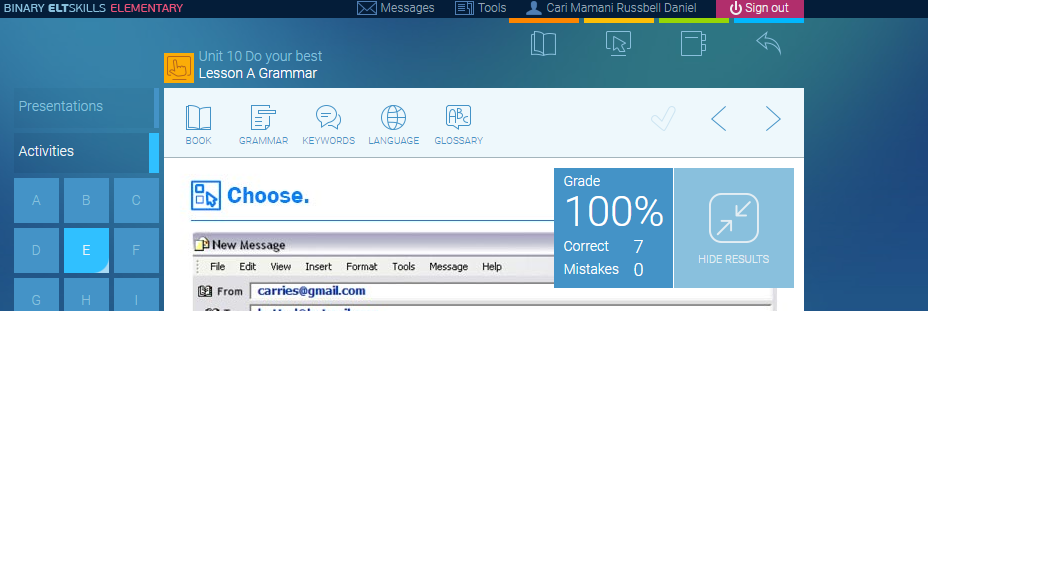 BINARY ELTSKILLS ELEMENTARY
Messages
Tools
Cari Mamani Russbell Daniel
Sign out
Unit 10 Do your best
Lesson A Grammar
Presentations
Activities
A B C
D E F
G H I
BOOK
GRAMMAR
KEYWORDS
LANGUAGE
ABC
GLOSSARY
Choose.
Grade
100%
Correct 7
Mistakes 0
HIDE RESULTS
New Message
File Edit View Insert Format Tools Message Help
From carries@gmail.com